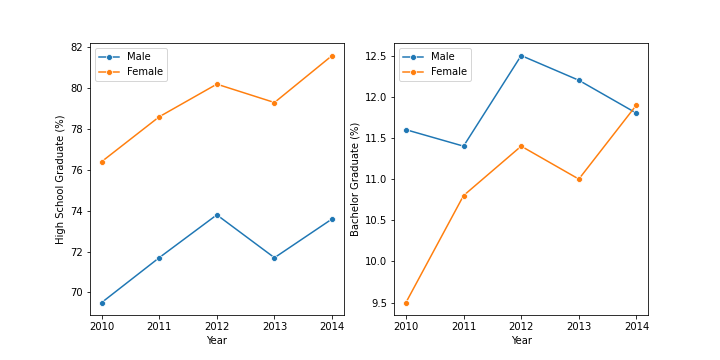 Male
Female
82
80
78
76
74
72
70
High School Graduate (%)
2010 2011 2012 2013 2014
Year
Male
Female
12.5
12.0
11.5
11.0
10.5
10.0
9.5
Bachelor Graduate (%)
2010 2011 2012 2013 2014
Year